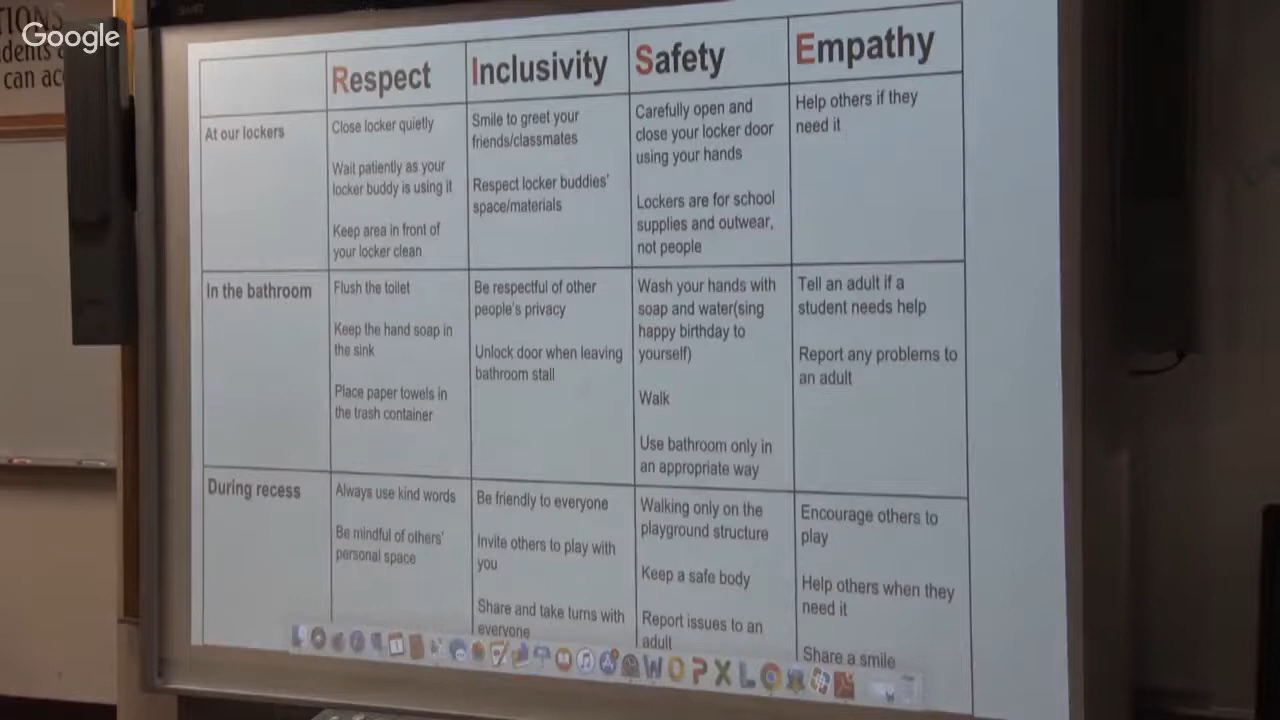 Google
TIONS
can
Respect
Inclusivity
Safety
Empathy
At our lockers
Close locker quietly
Wait patiently as your
locker buddy is using it
Keep area in front of
your locker clean
Smile to greet your
friends/classmates
Respect locker buddies'
space/materials
Carefully open and
close your locker door
using your hands
Lockers are for school
supplies and outwear,
not people
Help others if they
need it
In the bathroom
Flush the toilet
Keep the hand soap in
the sink
Place paper towels in
the trash container
Be respectful of other
people's privacy
Unlock door when leaving
bathroom stall
Wash your hands with
soap and water(sing
happy birthday to
yourself)
Walk
Use bathroom only in
an appropriate way
Tell an adult if a
student needs help
Report any problems to
an adult
During recess
Always use kind words
Be mindful of others'
personal space
Be friendly to everyone
Invite others to play with
you
Share and take turns with
everyone
Walking only on the
playground structure
Keep a safe body
Report issues to an
adult
Encourage others to
play
Help others when they
need it
Share a smile